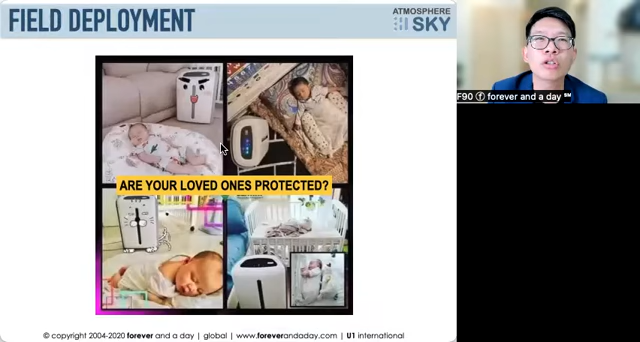 FIELD DEPLOYMENT
ATMOSPHERE
SKY
ARE YOUR LOVED ONES PROTECTED?
F90 ⓕ forever and a day ℠
© copyright 2004-2020 forever and a day | global | www.foreverandaday.com | U1 international